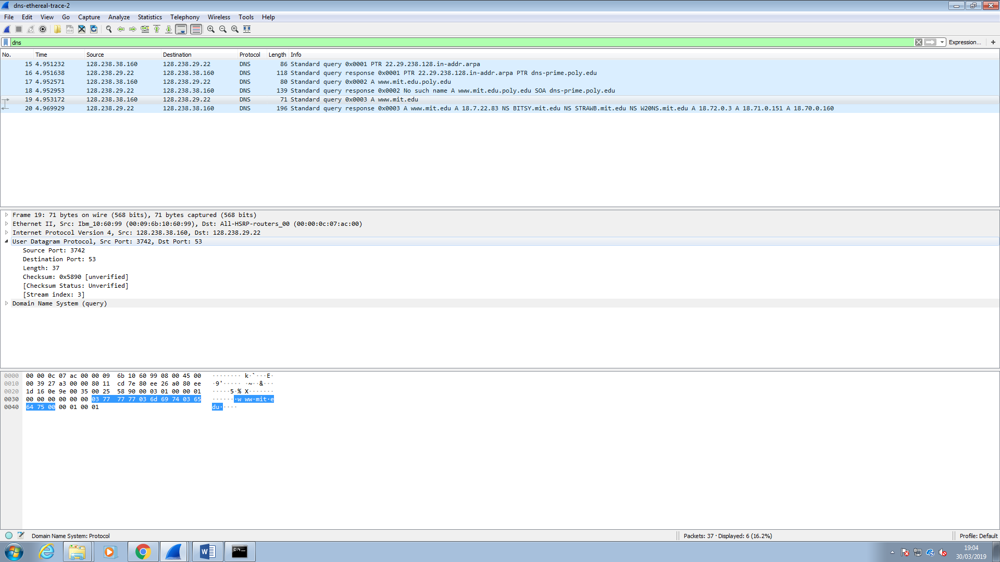 dns-ethereal-trace-2
File Edit View Go Capture Analyze Statistics Telephony Wireless Tools Help
dns Expression... +
No. Time Source Destination Protocol Length Info
15 4.951232 128.238.38.160 128.238.29.22 DNS 86 Standard query 0x0001 PTR 22.29.238.128.in-addr.arpa
16 4.951638 128.238.29.22 128.238.38.160 DNS 118 Standard query response 0x0001 PTR 22.29.238.128.in-addr.arpa PTR dns-prime.poly.edu
17 4.952571 128.238.38.160 128.238.29.22 DNS 80 Standard query 0x0002 A www.mit.edu.poly.edu
18 4.952953 128.238.29.22 128.238.38.160 DNS 139 Standard query response 0x0002 No such name A www.mit.edu.poly.edu SOA dns-prime.poly.edu
19 4.953172 128.238.38.160 128.238.29.22 DNS 71 Standard query 0x0003 A www.mit.edu
20 4.969929 128.238.29.22 128.238.38.160 DNS 196 Standard query response 0x0003 A www.mit.edu A 18.7.22.83 NS BITSY.mit.edu NS STRAWB.mit.edu NS W20NS.mit.edu A 18.72.0.3 A 18.71.0.151 A 18.70.0.160
Frame 19: 71 bytes on wire (568 bits), 71 bytes captured (568 bits)
Ethernet II, Src: Ibm_10:60:99 (00:09:6b:10:60:99), Dst: All-HSRP-routers_00 (00:00:0c:07:ac:00)
Internet Protocol Version 4, Src: 128.238.38.160, Dst: 128.238.29.22
User Datagram Protocol, Src Port: 3742, Dst Port: 53
Source Port: 3742
Destination Port: 53
Length: 37
Checksum: 0x5890 [unverified]
[Checksum Status: Unverified]
[Stream index: 3]
Domain Name System (query)
0000 00 00 0c 07 ac 00 00 09 6b 10 60 99 08 00 45 00 ········ k·`···E·
0010 00 39 27 a3 00 00 80 11 cd 7e 80 ee 26 a0 80 ee ·9'····· ·~··&···
0020 1d 16 0e 9e 00 35 00 25 58 90 00 03 01 00 00 01 ·····5·% X·······
0030 00 00 00 00 00 00 03 77 77 77 03 6d 69 74 03 65 ·······w ww·mit·e
0040 64 75 00 00 01 00 01 du·····
Domain Name System: Protocol Packets: 37 · Displayed: 6 (16.2%) Profile: Default
C:\
19:04
30/03/2019